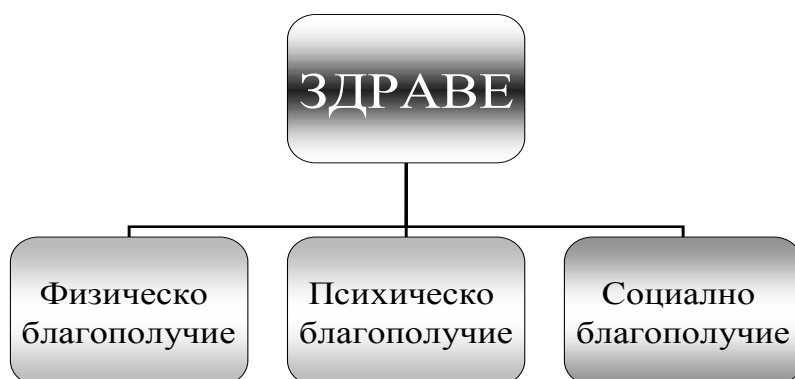 ЗДРАВЕ
Физическо
благополучие
Психическо
благополучие
Социално
благополучие